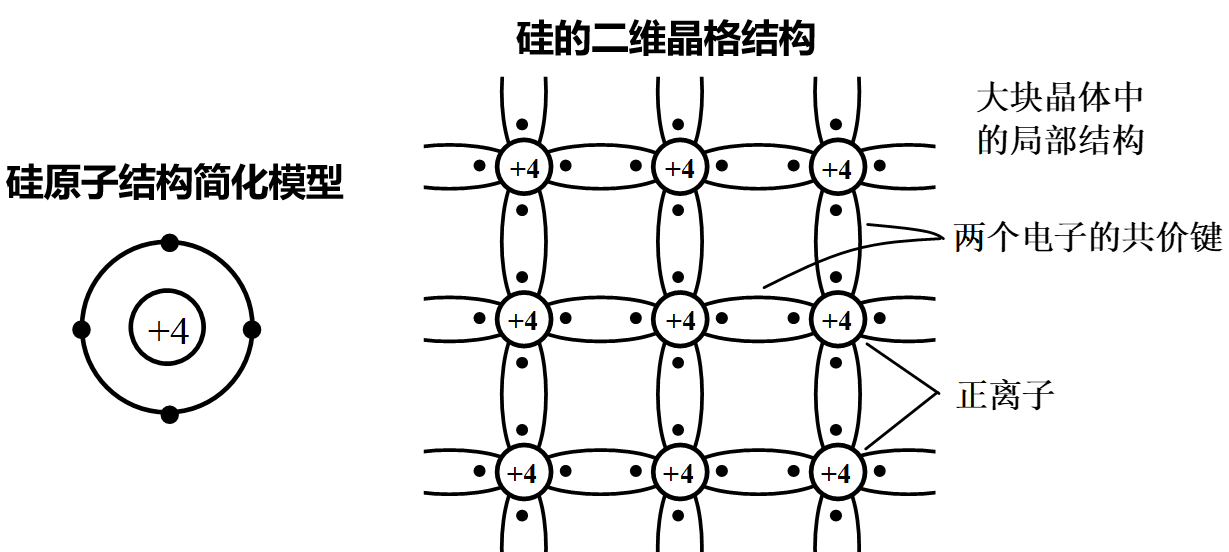 硅的二维晶格结构
大块晶体中
的局部结构
硅原子结构简化模型
+4
+4 +4 +4
两个电子的共价键
+4 +4 +4
正离子
+4 +4 +4